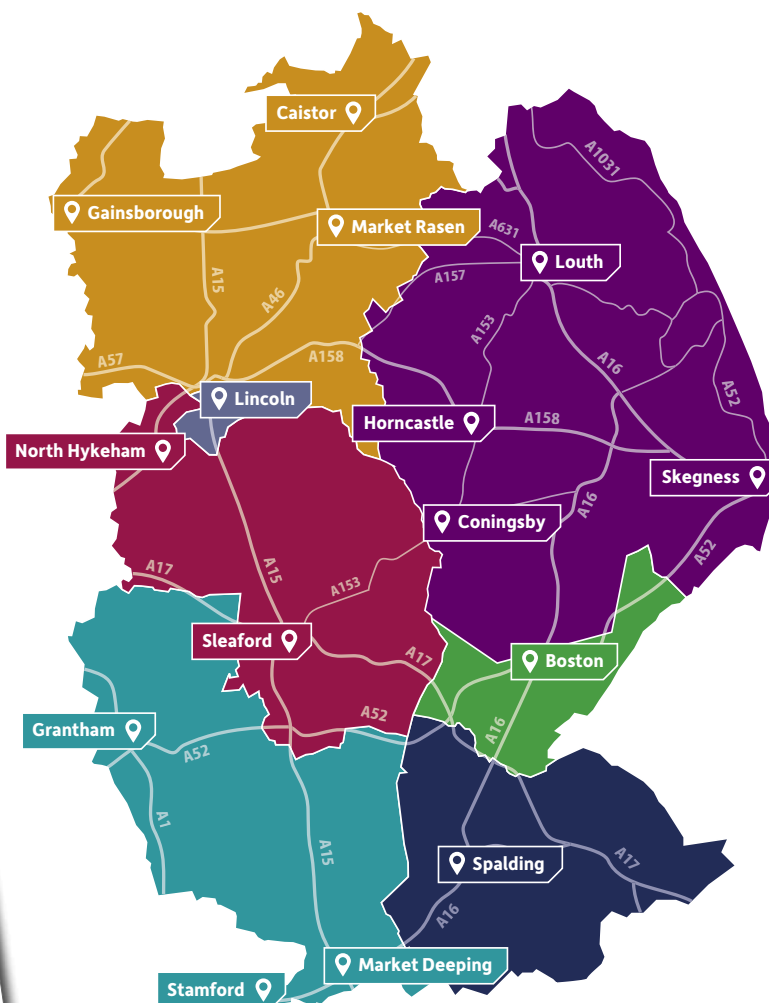 Caistor
A1031
Gainsborough
Market Rasen
A631
Louth
A15
A157
A46
A153
A158
A57
A16
A52
Lincoln
Horncastle
A158
North Hykeham
Skegness
A16
Coningsby
A52
A17
A15
A153
Sleaford
A17
Boston
A52
Grantham
A52
A16
A1
A15
A17
Spalding
A16
Market Deeping
Stamford